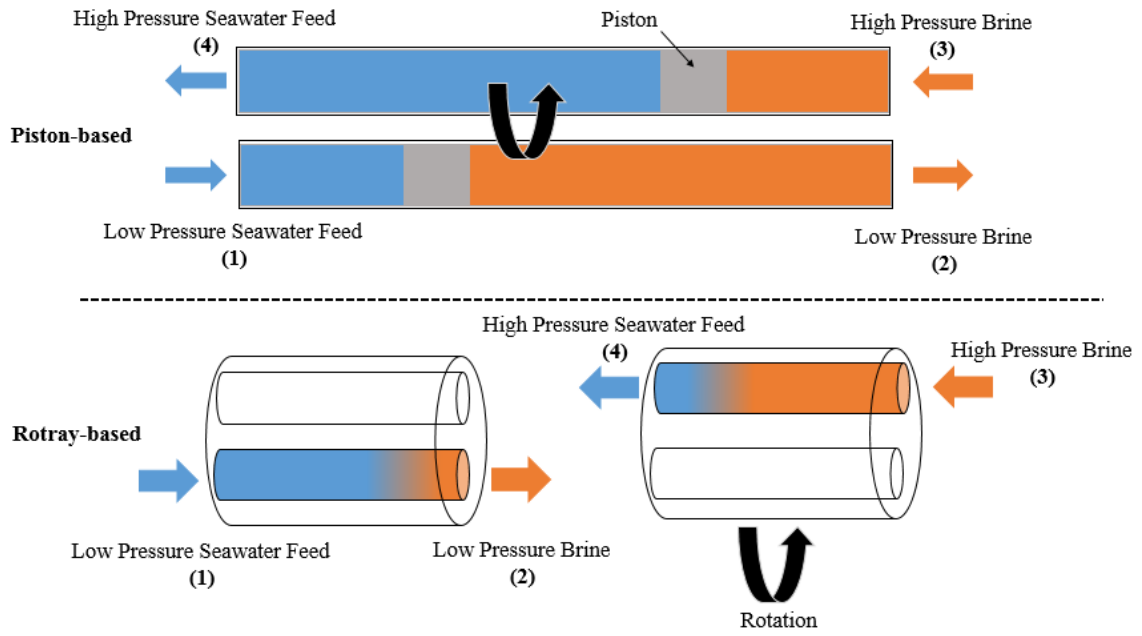 High Pressure Seawater Feed
(4)
Piston
High Pressure Brine
(3)
Piston-based
Low Pressure Seawater Feed
(1)
Low Pressure Brine
(2)
High Pressure Seawater Feed
(4)
High Pressure Brine
(3)
Rotray-based
Low Pressure Seawater Feed
(1)
Low Pressure Brine
(2)
Rotation